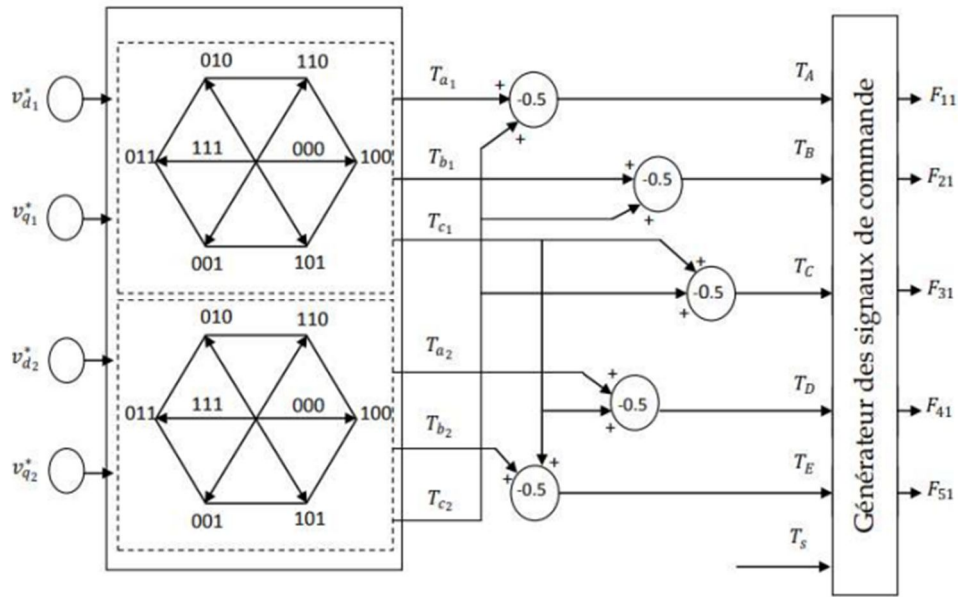 v*d1
v*q1
v*d2
v*q2
010 110
011 111 000 100
001 101
010 110
011 111 000 100
001 101
Ta1
Tb1
Tc1
Ta2
Tb2
Tc2
+ -0.5 +
+ -0.5 +
+ -0.5 +
+ -0.5 +
+ -0.5 +
TA
TB
TC
TD
TE
Ts
Générateur des signaux de commande
F11
F21
F31
F41
F51